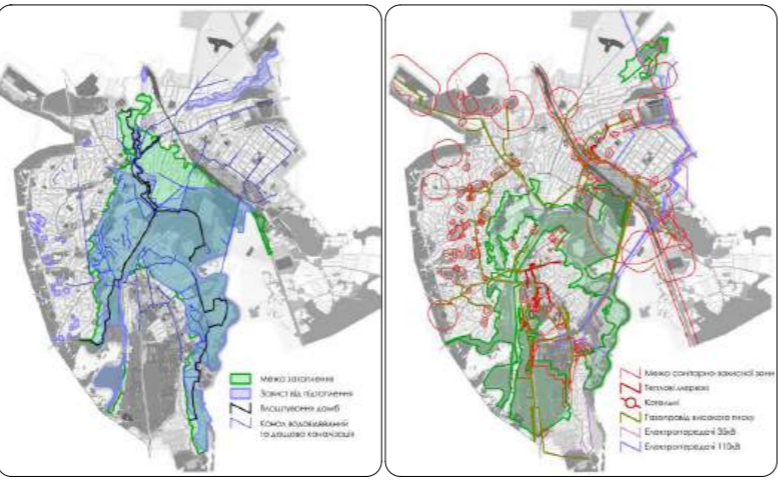 Межа затоплення
Захист від підтоплення
Влаштування дамб
Канал водовідвідний
та дощова каналізація
Межа санітарно-захисної зони
Теплові мережі
Котельні
Газопровід високого тиску
Електропередачі 35кВ
Електропередачі 110кВ